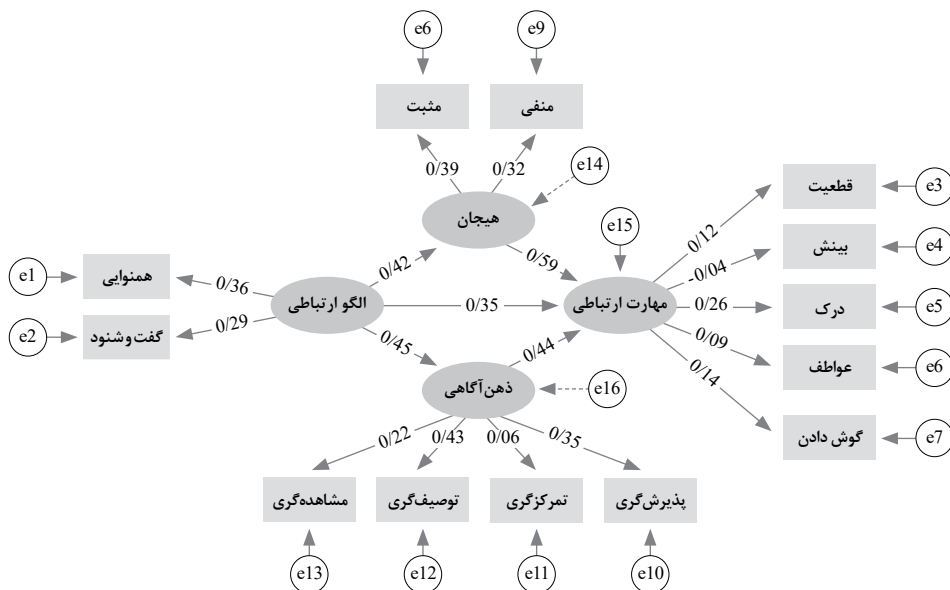 e6
e9
مثبت
منفی
0/39
0/32
e14
e3
قطعیت
هیجان
e15
0/12
e4
بینش
e1
همنوایی
0/42
0/59
-0/04
0/36
الگو ارتباطی
0/35
مهارت ارتباطی
0/26
درک
e5
e2
گفت و شنود
0/29
0/45
0/44
0/09
عواطف
e6
ذهن‌آگاهی
e16
0/14
گوش دادن
e7
0/22
0/43
0/06
0/35
مشاهده‌گری
توصیف‌گری
تمرکزگری
پذیرش‌گری
e13
e12
e11
e10